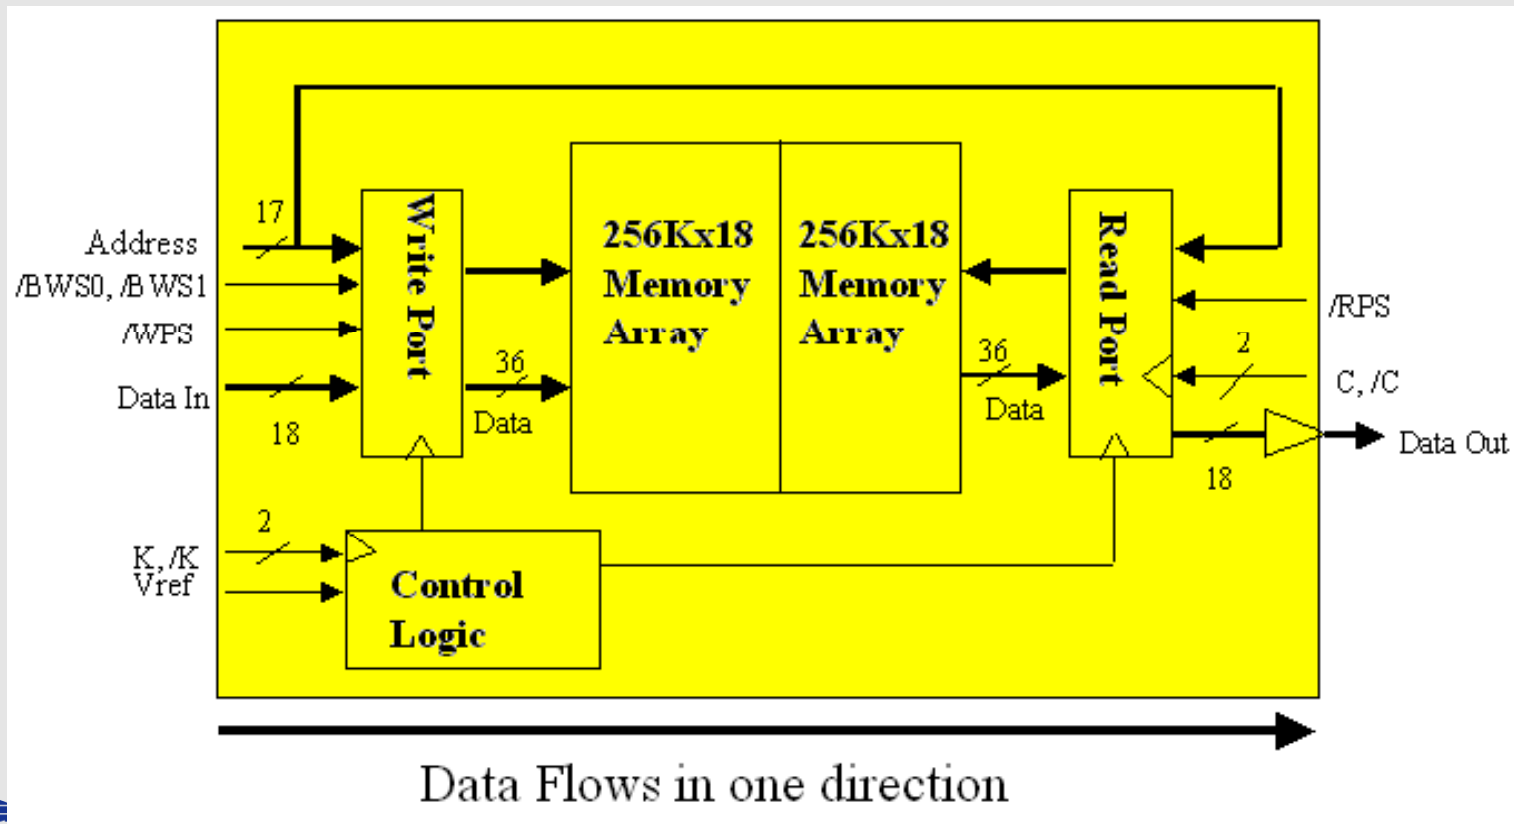 17
Address
/BWS0, /BWS1
/WPS
Data In
18
Write Port
36
Data
256Kx18
Memory
Array
256Kx18
Memory
Array
36
Data
Read Port
/RPS
2
C, /C
Data Out
18
2
K, /K
Vref
Control
Logic
Data Flows in one direction